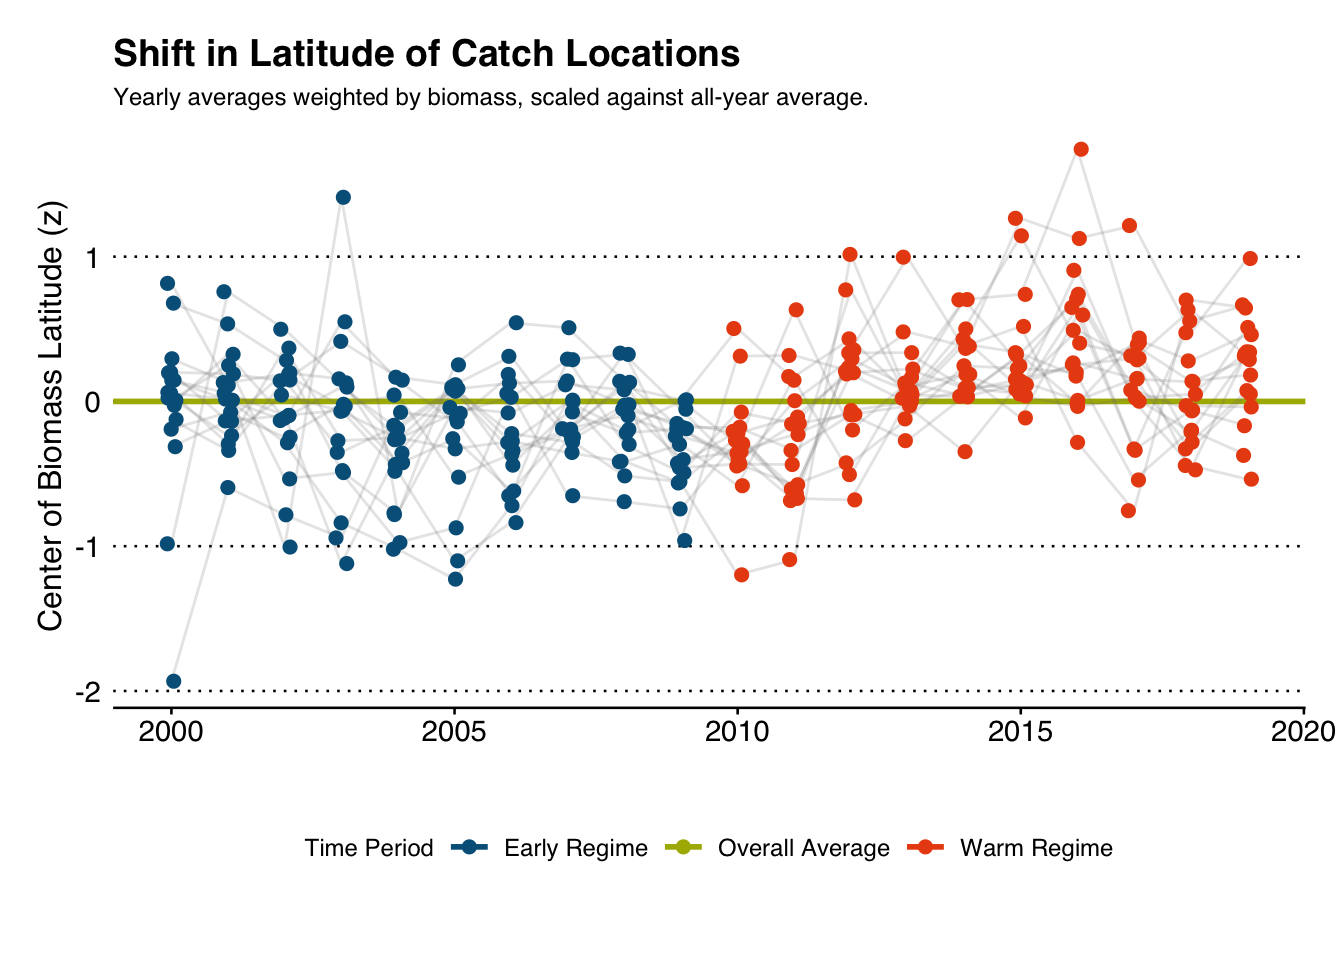 Shift in Latitude of Catch Locations
Yearly averages weighted by biomass, scaled against all-year average.
Center of Biomass Latitude (z)
1
0
-1
-2
2000 2005 2010 2015 2020
Time Period Early Regime Overall Average Warm Regime